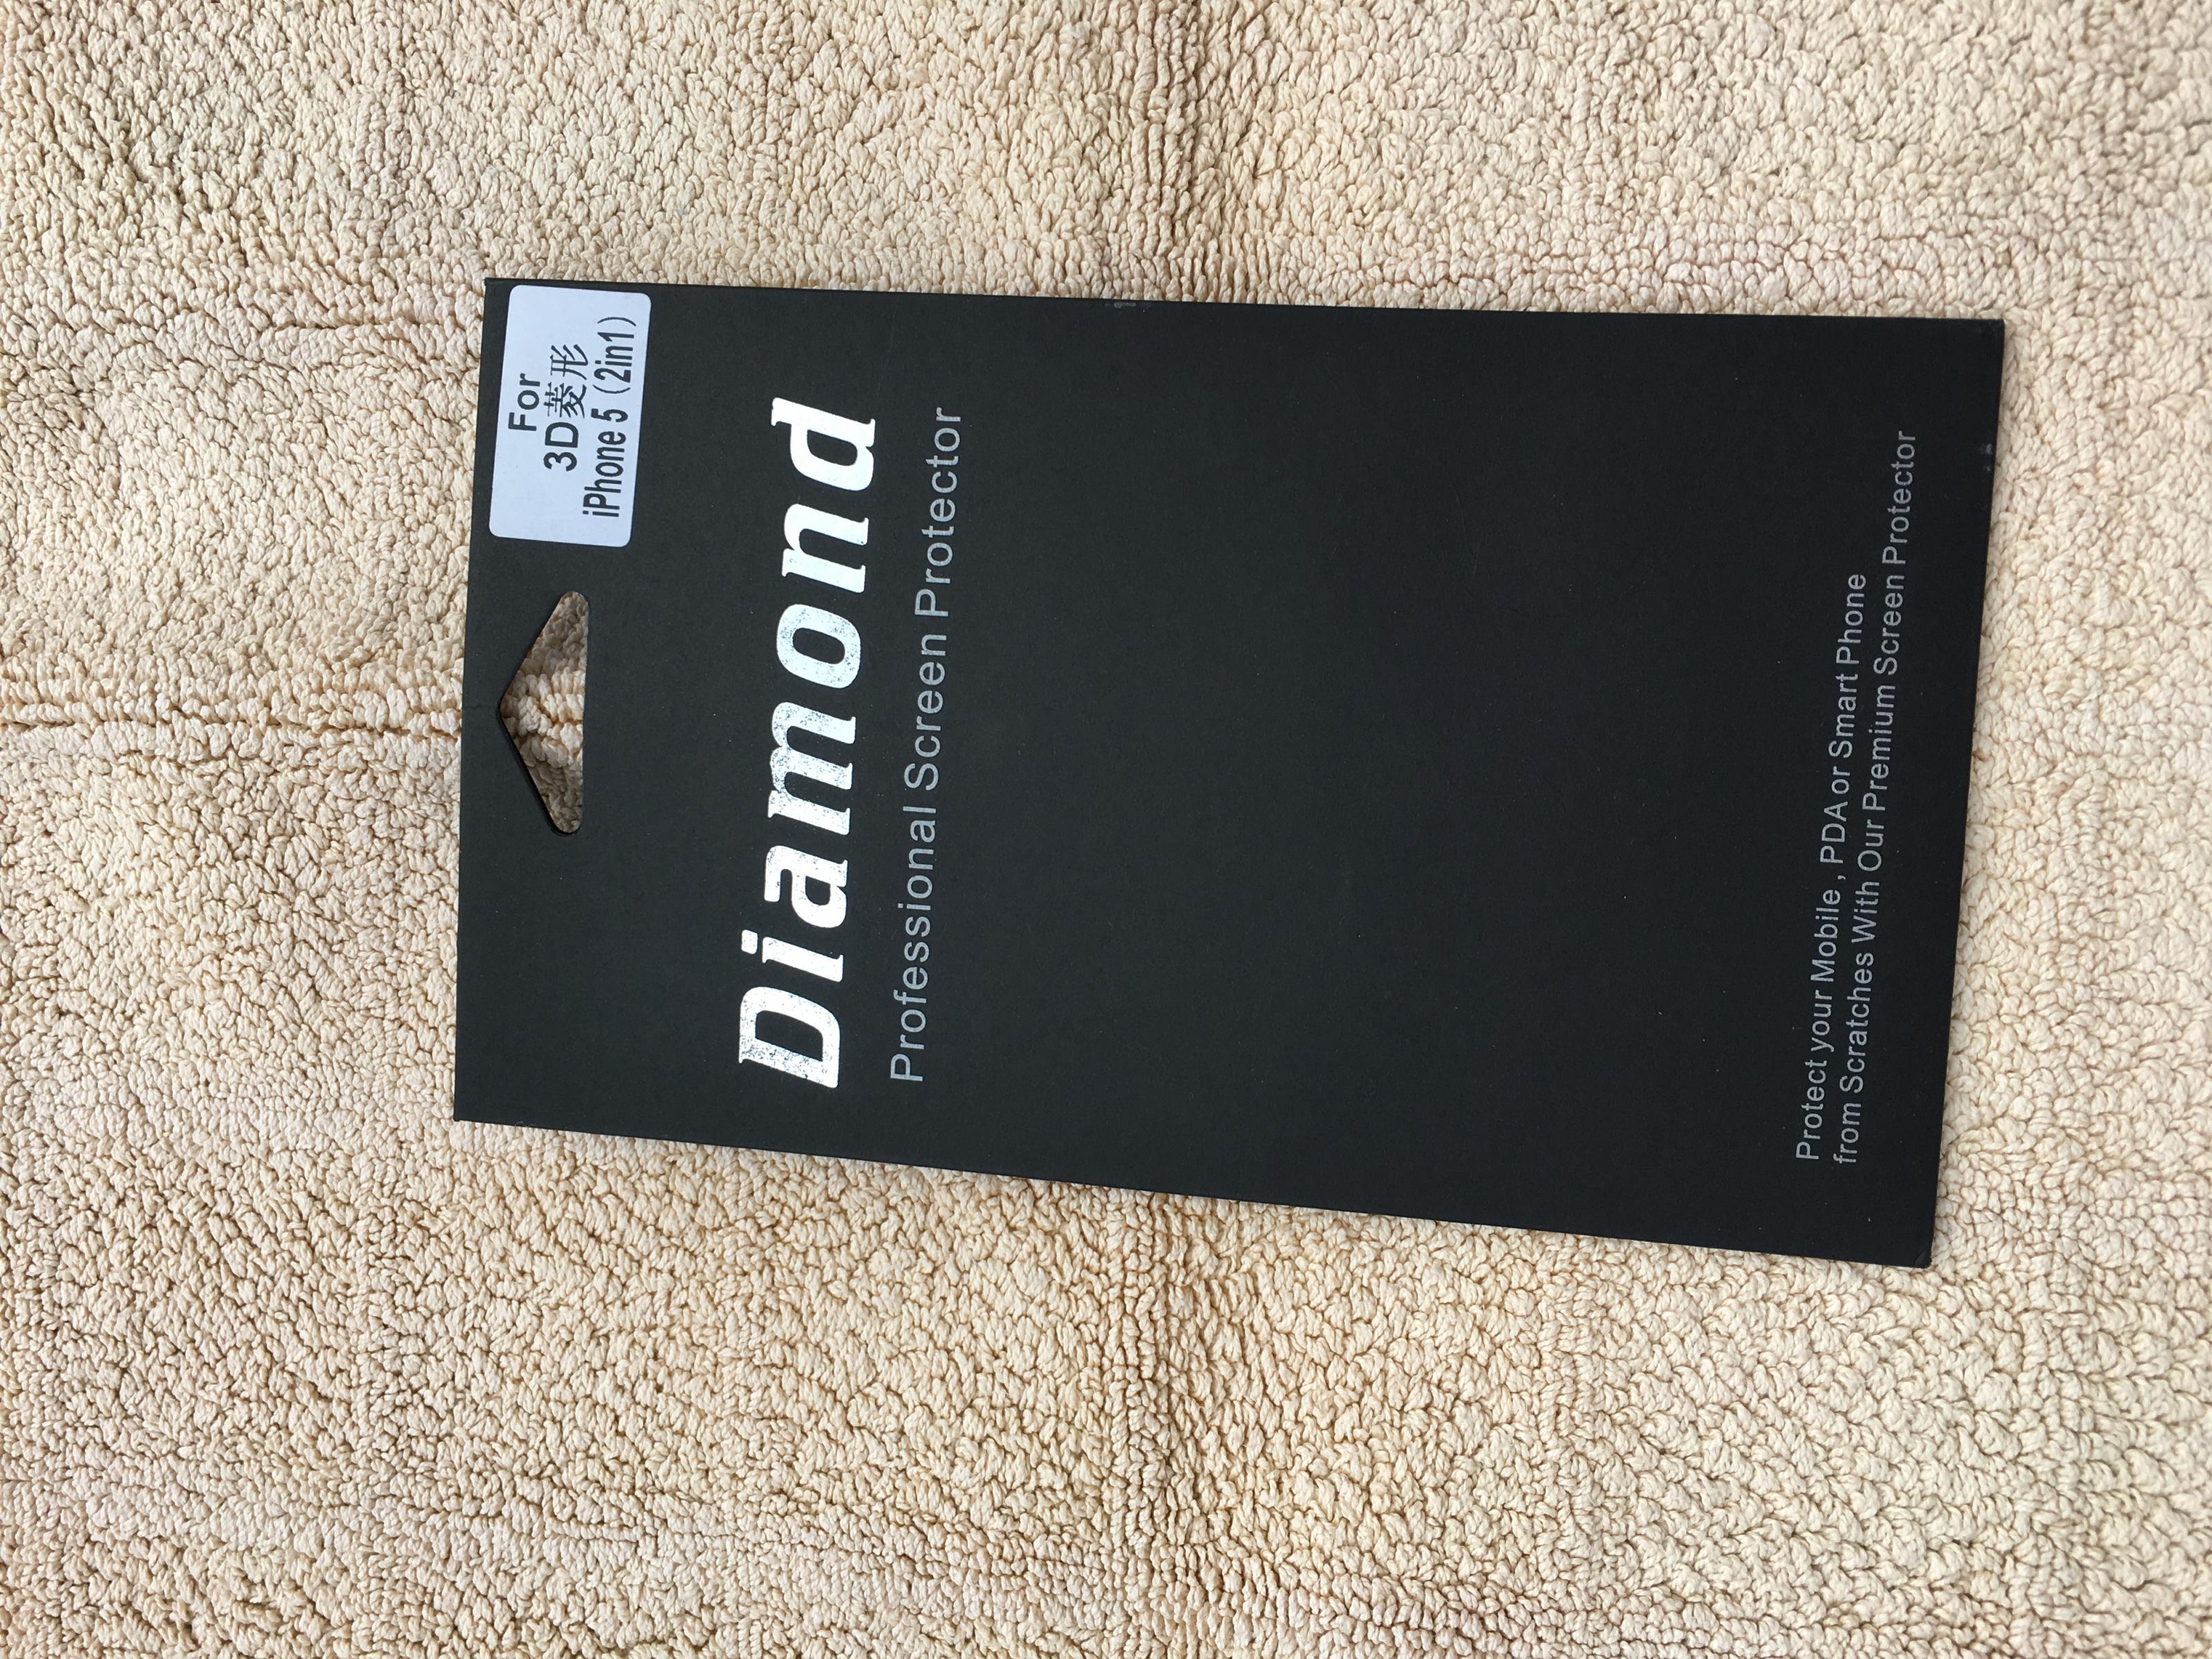 For
3D菱形
iPhone 5 (2in1)
Diamond
Professional Screen Protector
Protect your Mobile, PDA or Smart Phone
from Scratches With Our Premium Screen Protector